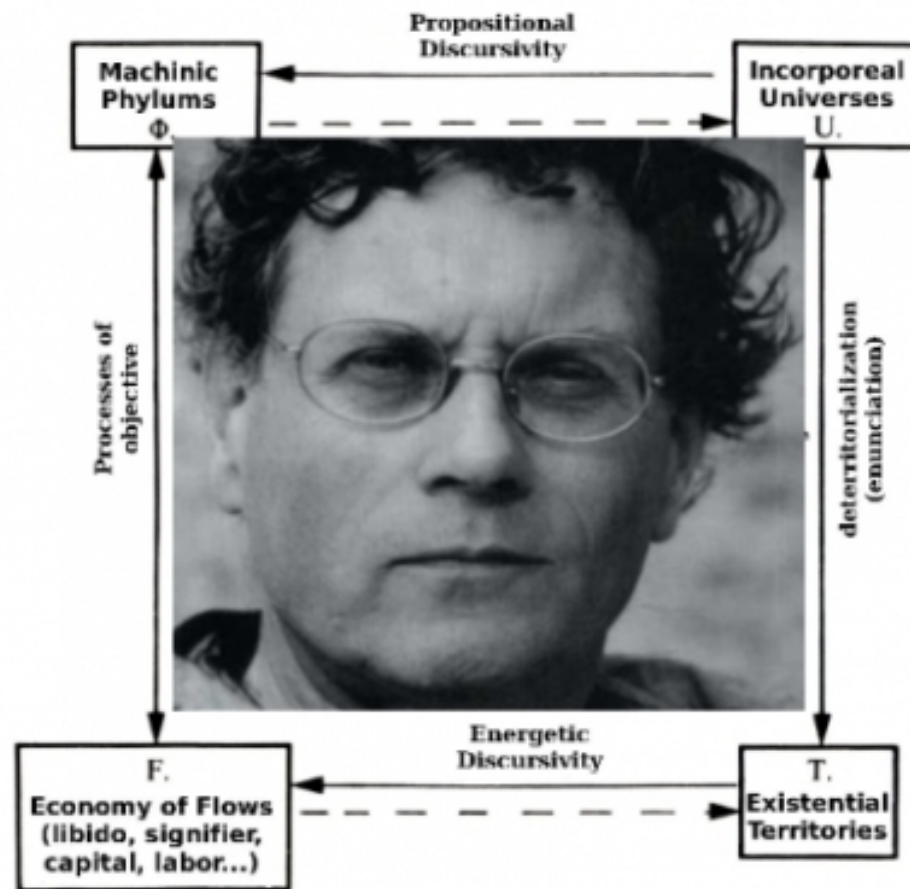 Propositional
Discursivity
Machinic
Phylums
Φ.
Incorporeal
Universes
U.
Processes of
objective
deterritorialization
(enunciation)
Energetic
Discursivity
F.
Economy of Flows
(libido, signifier,
capital, labor...)
T.
Existential
Territories